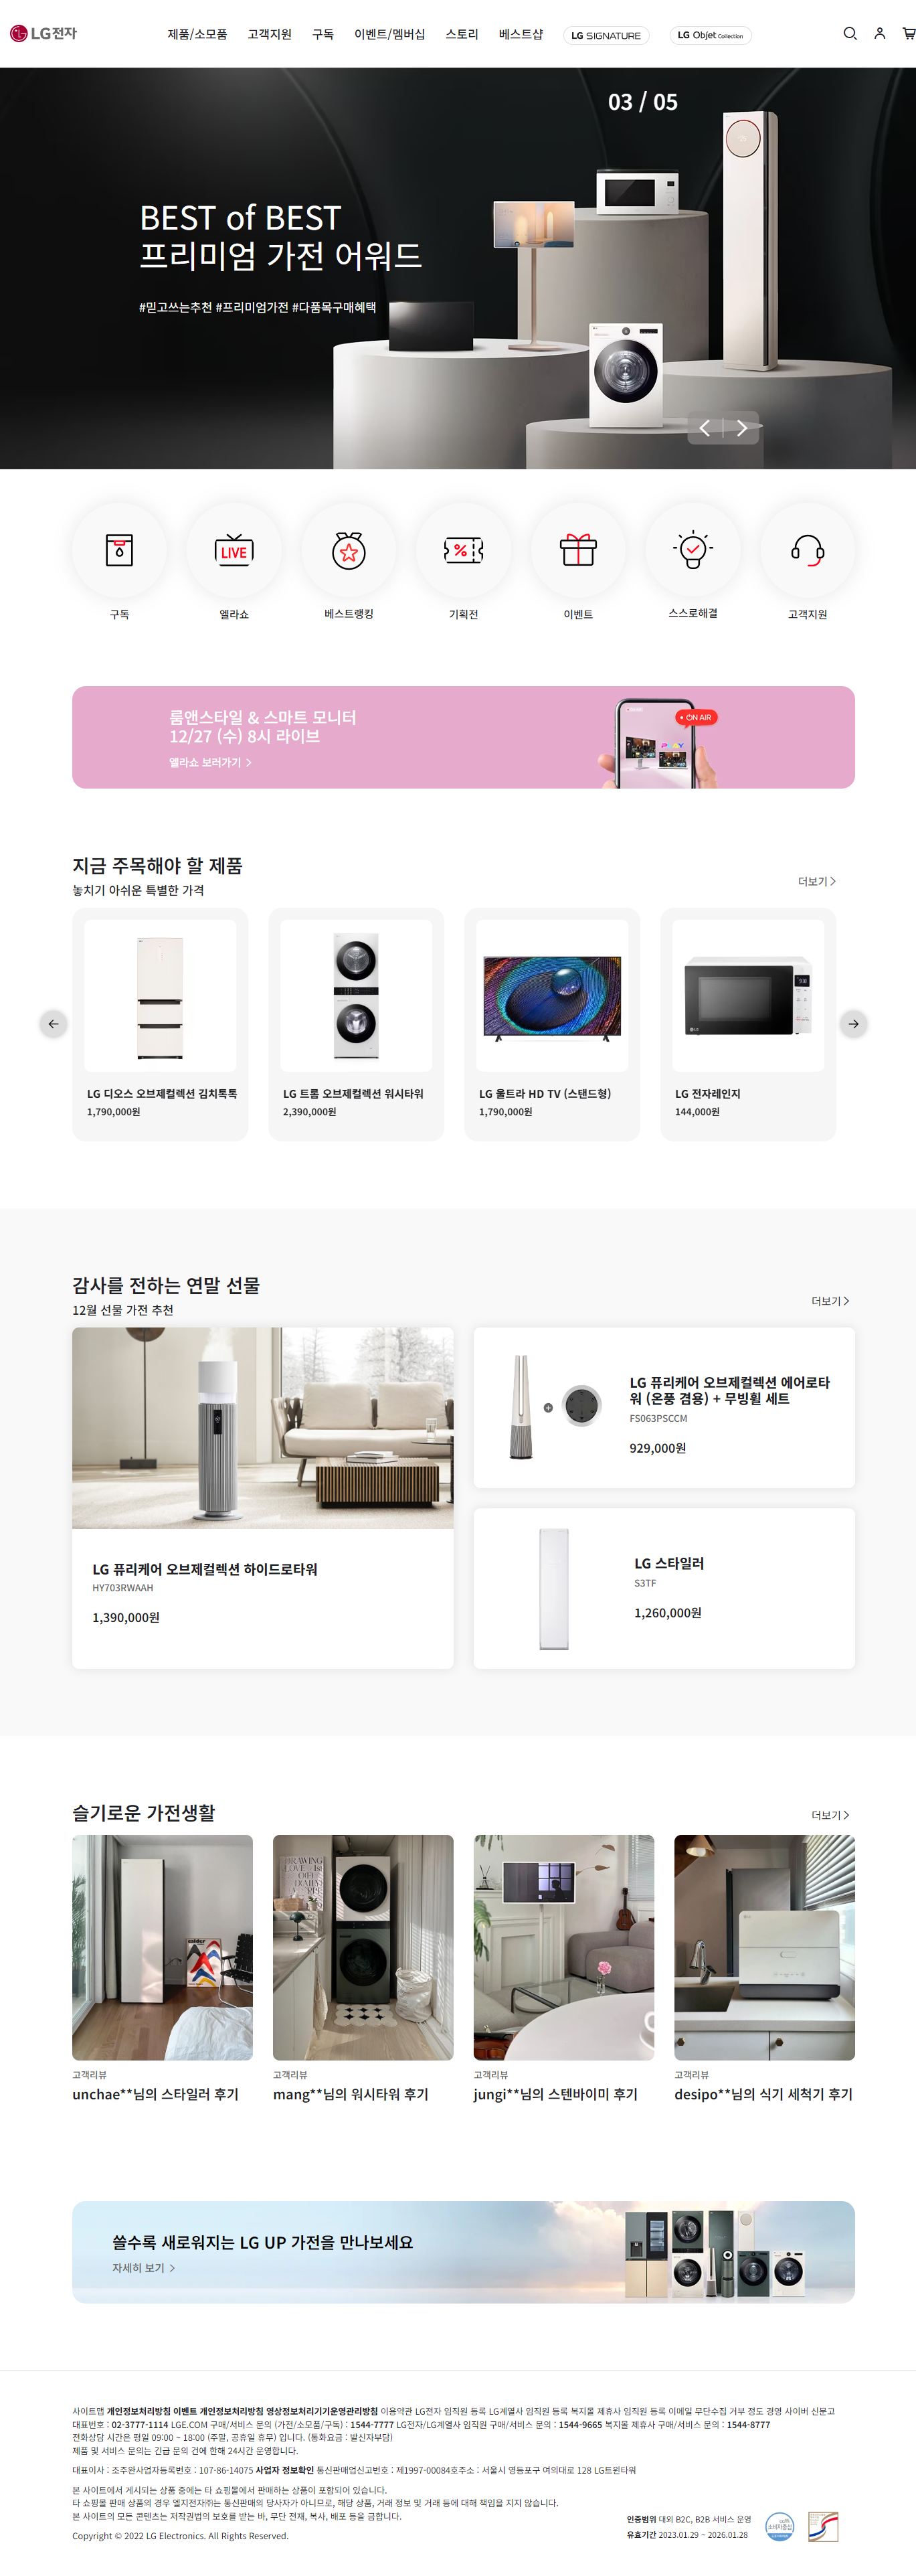 LG전자
제품/소모품 고객지원 구독 이벤트/멤버십 스토리 베스트샵 LG SIGNATURE LG Objet Collection
03 / 05
BEST of BEST
프리미엄 가전 어워드
#믿고쓰는추천 #프리미엄가전 #다품목구매혜택
LIVE
구독 엘라쇼 베스트랭킹 기획전 이벤트 스스로해결 고객지원
룸앤스타일 & 스마트 모니터
12/27 (수) 8시 라이브
엘라쇼 보러가기
ON AIR
지금 주목해야 할 제품
놓치기 아쉬운 특별한 가격
더보기
LG 디오스 오브제컬렉션 김치톡톡
1,790,000원
LG 트롬 오브제컬렉션 워시타워
2,390,000원
LG 울트라 HD TV (스탠드형)
1,790,000원
LG 전자레인지
144,000원
감사를 전하는 연말 선물
12월 선물 가전 추천
더보기
LG 퓨리케어 오브제컬렉션 하이드로타워
HY703RWAAH
1,390,000원
LG 퓨리케어 오브제컬렉션 에어로타
워 (온풍 겸용) + 무빙휠 세트
FS063PSCCM
929,000원
LG 스타일러
S3TF
1,260,000원
슬기로운 가전생활
더보기
고객리뷰
unchae**님의 스타일러 후기
고객리뷰
mang**님의 워시타워 후기
고객리뷰
jungi**님의 스텐바이미 후기
고객리뷰
desipo**님의 식기 세척기 후기
쓸수록 새로워지는 LG UP 가전을 만나보세요
자세히 보기
사이트맵 개인정보처리방침 이벤트 개인정보처리방침 영상정보처리기기운영관리방침 이용약관 LG전자 임직원 등록 LG계열사 임직원 등록 복지몰 제휴사 임직원 등록 이메일 무단수집 거부 정도 경영 사이버 신문고
대표번호 : 02-3777-1114 LGE.COM 구매/서비스 문의 (가전/소모품/구독) : 1544-7777 LG전자/LG계열사 임직원 구매/서비스 문의 : 1544-9665 복지몰 제휴사 구매/서비스 문의 : 1544-8777
전화상담 시간은 평일 09:00 ~ 18:00 (주말, 공휴일 휴무) 입니다. (통화요금 : 발신자부담)
제품 및 서비스 문의는 긴급 문의 건에 한해 24시간 운영합니다.
대표이사 : 조주완사업자등록번호 : 107-86-14075 사업자 정보확인 통신판매업신고번호 : 제1997-00084호주소 : 서울시 영등포구 여의대로 128 LG트윈타워
본 사이트에서 게시되는 상품 중에는 타 쇼핑몰에서 판매하는 상품이 포함되어 있습니다.
타 쇼핑몰 판매 상품의 경우 엘지전자㈜는 통신판매의 당사자가 아니므로, 해당 상품, 거래 정보 및 거래 등에 대해 책임을 지지 않습니다.
본 사이트의 모든 콘텐츠는 저작권법의 보호를 받는 바, 무단 전재, 복사, 배포 등을 금합니다.
Copyright © 2022 LG Electronics. All Rights Reserved.
인증범위 대외 B2C, B2B 서비스 운영
유효기간 2023.01.29 ~ 2026.01.28
소비자중심